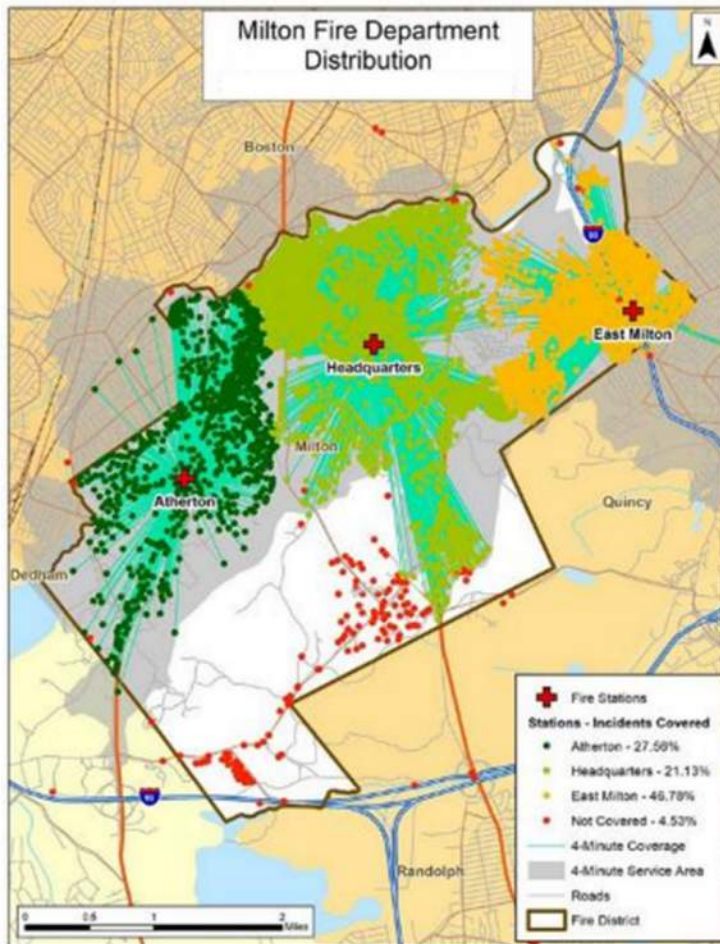 Milton Fire Department
Distribution
N
Boston
93
East Milton
Headquarters
Milton
Atherton
Quincy
Dedham
Fire Stations
Stations - Incidents Covered
Atherton - 27.56%
Headquarters - 21.13%
East Milton - 46.78%
Not Covered - 4.53%
4-Minute Coverage
4-Minute Service Area
Roads
Fire District
Randolph
0 0.5 1 2
Miles